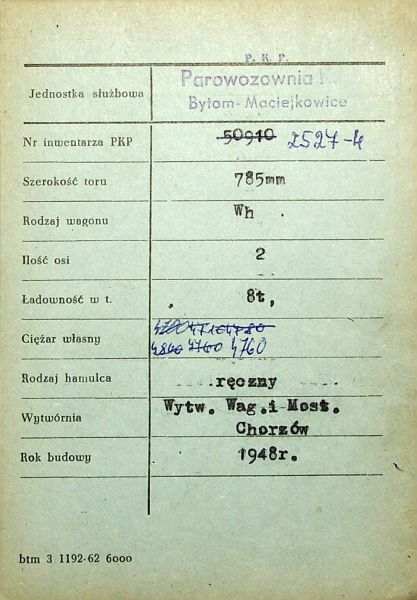 P. K. P.
Jednostka służbowa Parowozownia
Bytom-Maciejkowice
Nr inwentarza PKP 50910 2527-4
Szerokość toru 785mm
Rodzaj wagonu Wh
Ilość osi 2
Ładowność w t. 8t,
Ciężar własny 4760 4760
Rodzaj hamulca ręczny
Wytwórnia Wytw. Wag. i Most.
Chorzów
Rok budowy 1948r.
btm 3 1192-62 6000